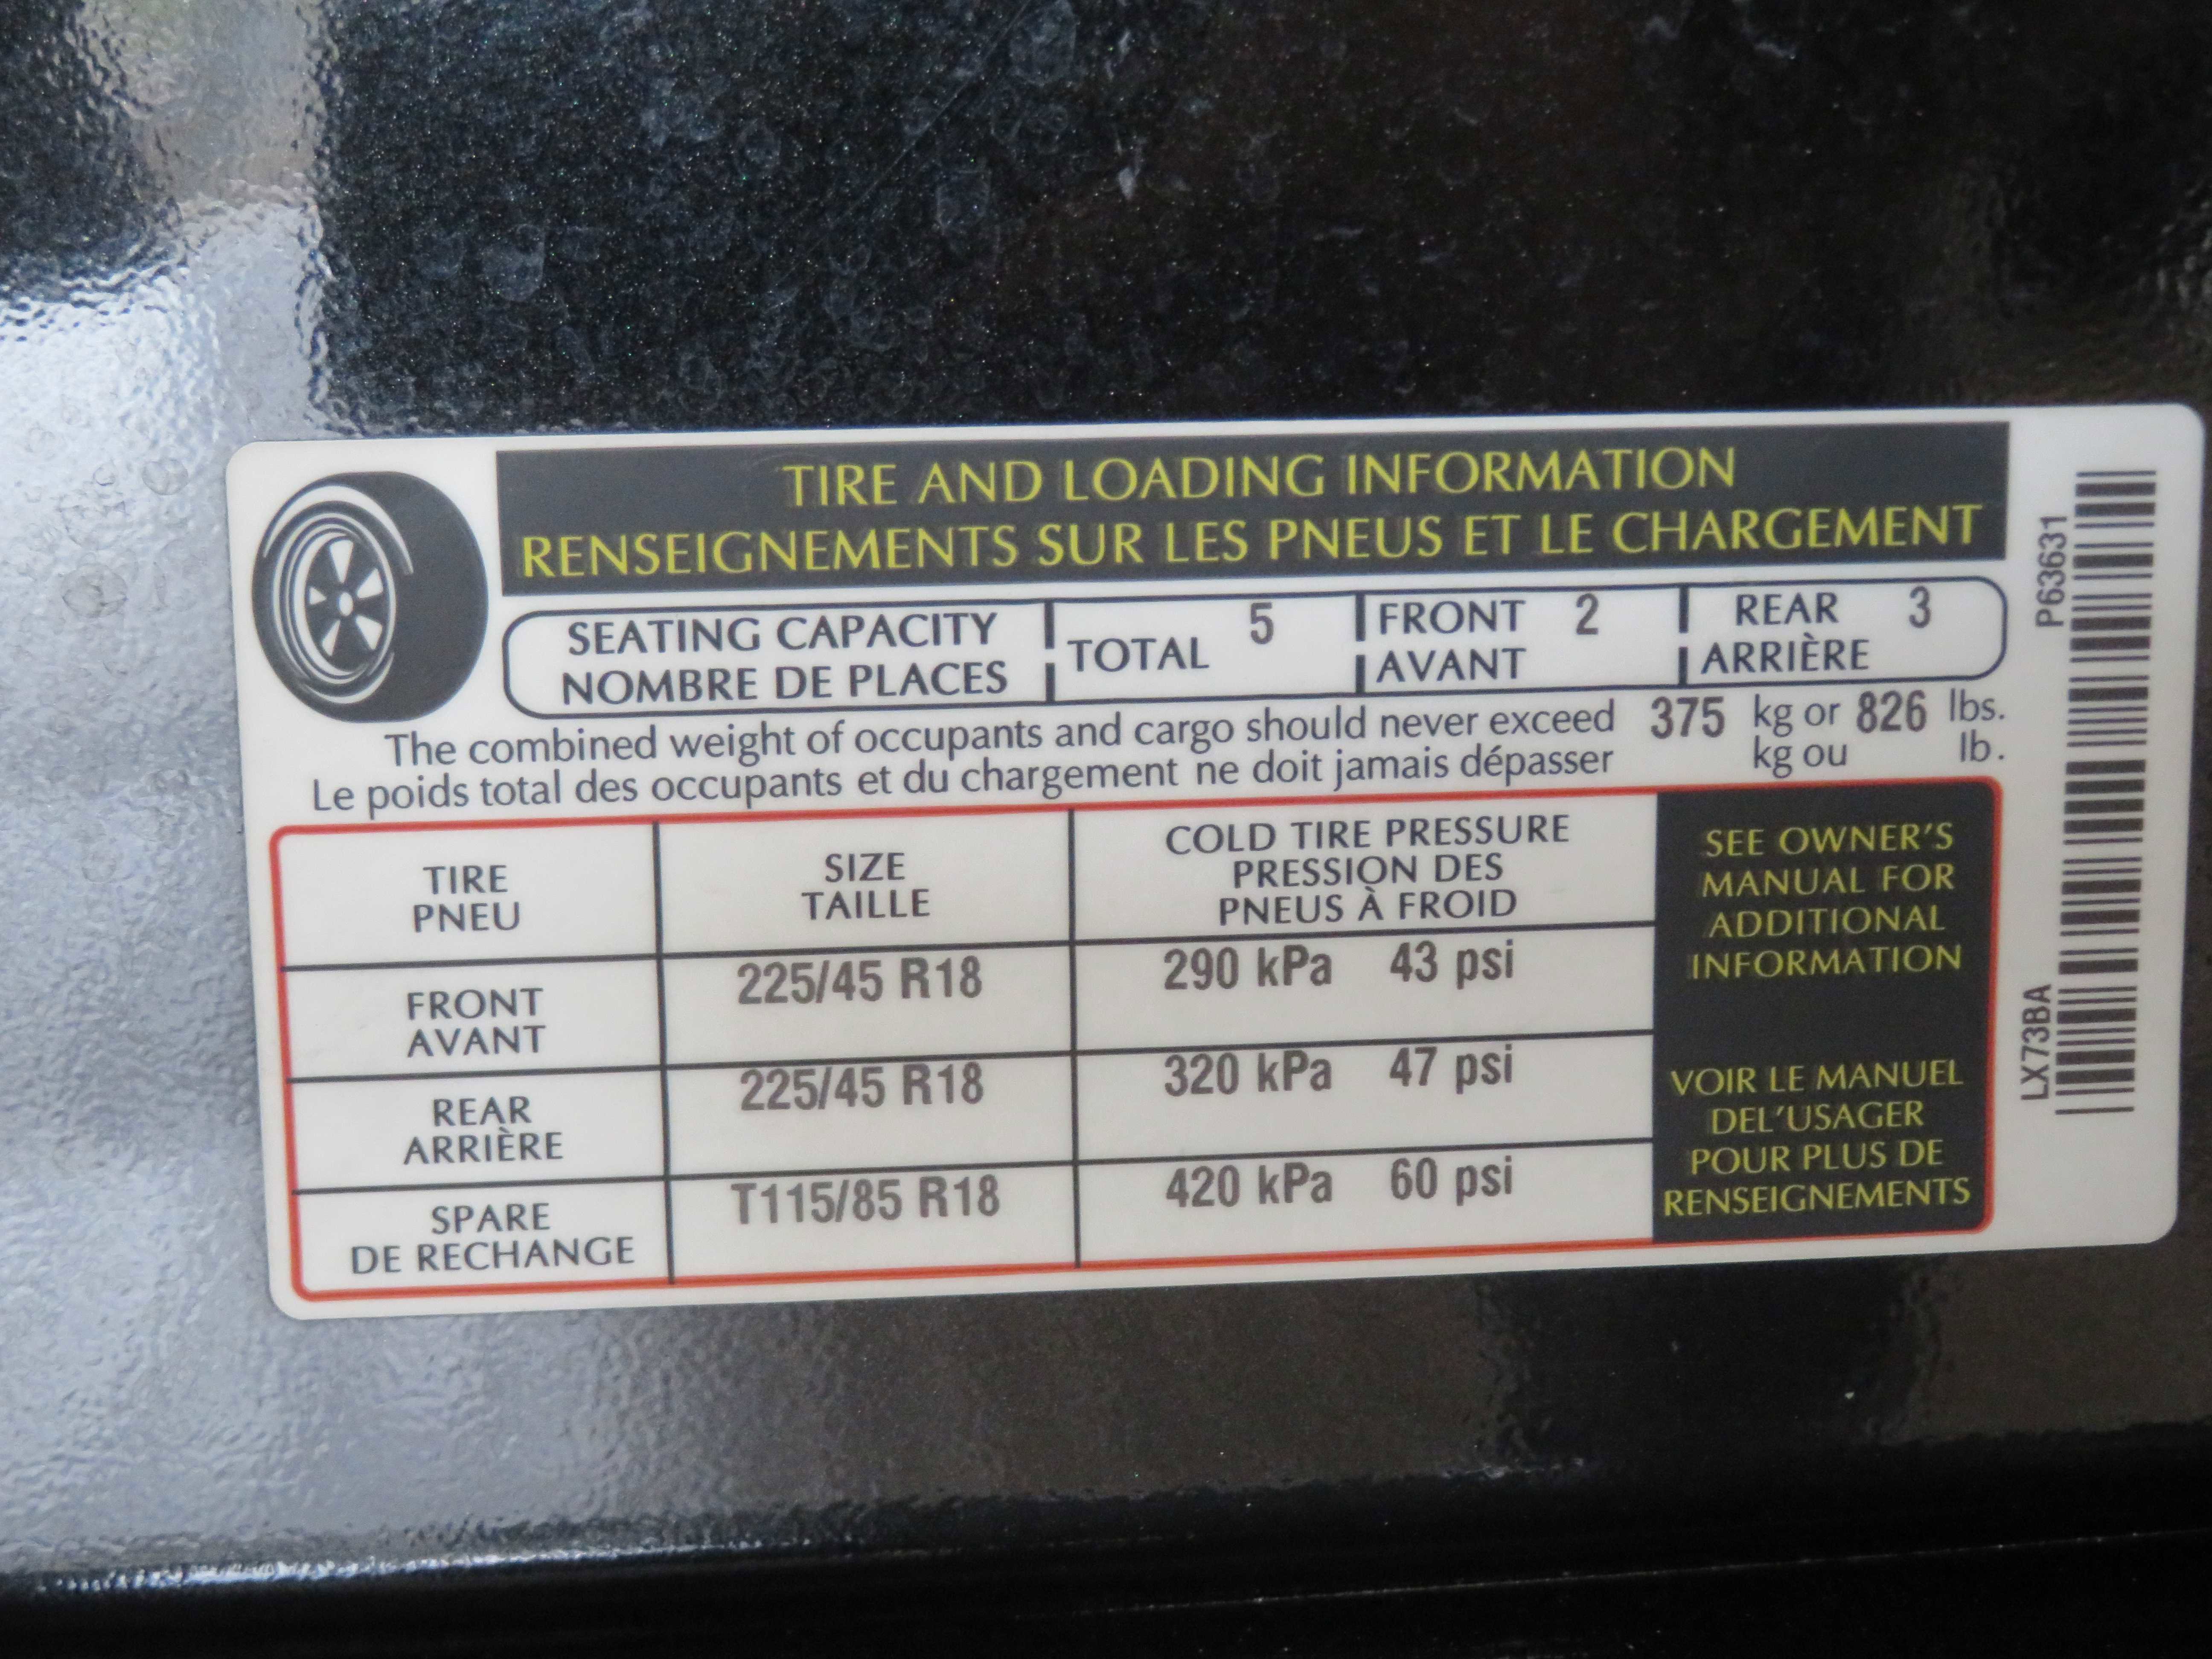 TIRE AND LOADING INFORMATION
RENSEIGNEMENTS SUR LES PNEUS ET LE CHARGEMENT
SEATING CAPACITY
NOMBRE DE PLACES
TOTAL 5
FRONT 2
AVANT
REAR 3
ARRIÈRE
The combined weight of occupants and cargo should never exceed 375 kg or 826 lbs.
Le poids total des occupants et du chargement ne doit jamais dépasser kg ou lb.
TIRE
PNEU
SIZE
TAILLE
COLD TIRE PRESSURE
PRESSION DES
PNEUS À FROID
FRONT
AVANT
225/45 R18
290 kPa 43 psi
REAR
ARRIÈRE
225/45 R18
320 kPa 47 psi
SPARE
DE RECHANGE
T115/85 R18
420 kPa 60 psi
SEE OWNER'S
MANUAL FOR
ADDITIONAL
INFORMATION
VOIR LE MANUEL
DEL'USAGER
POUR PLUS DE
RENSEIGNEMENTS
P63631
LX73BA